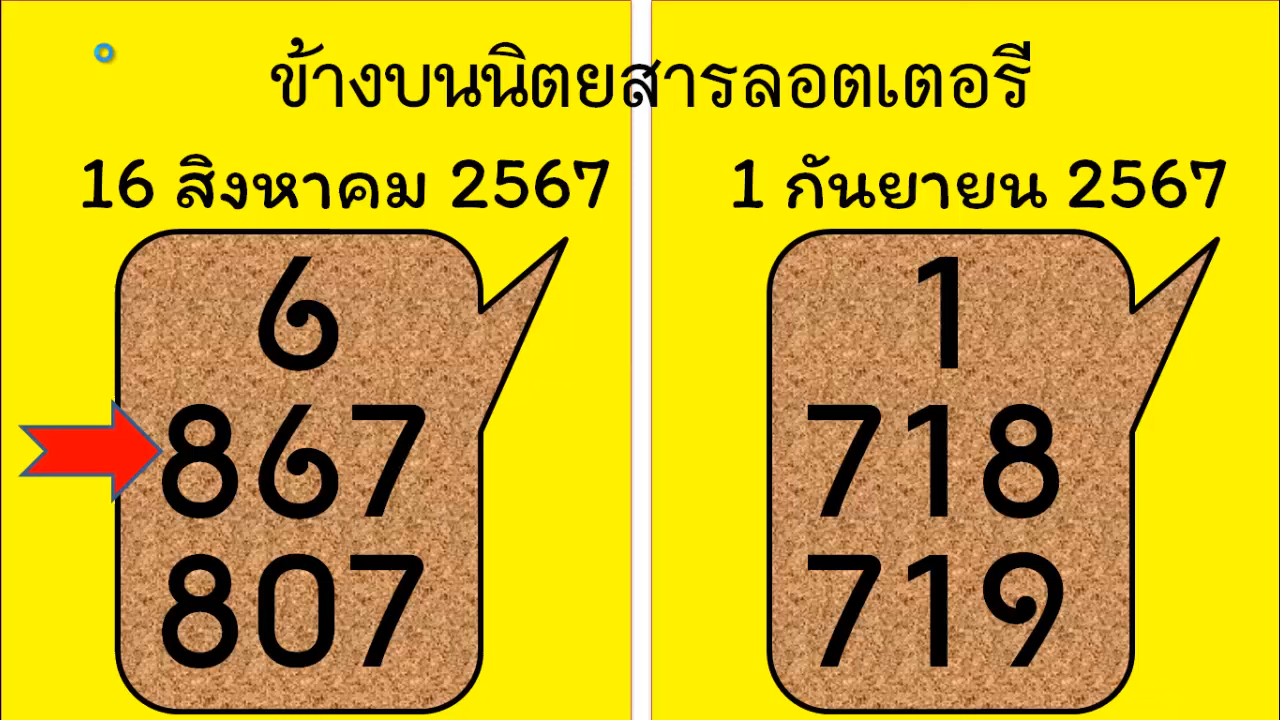 ข้างบนนิตยสารลอตเตอรี
16 สิงหาคม 2567
6
867
807
1 กันยายน 2567
1
718
719